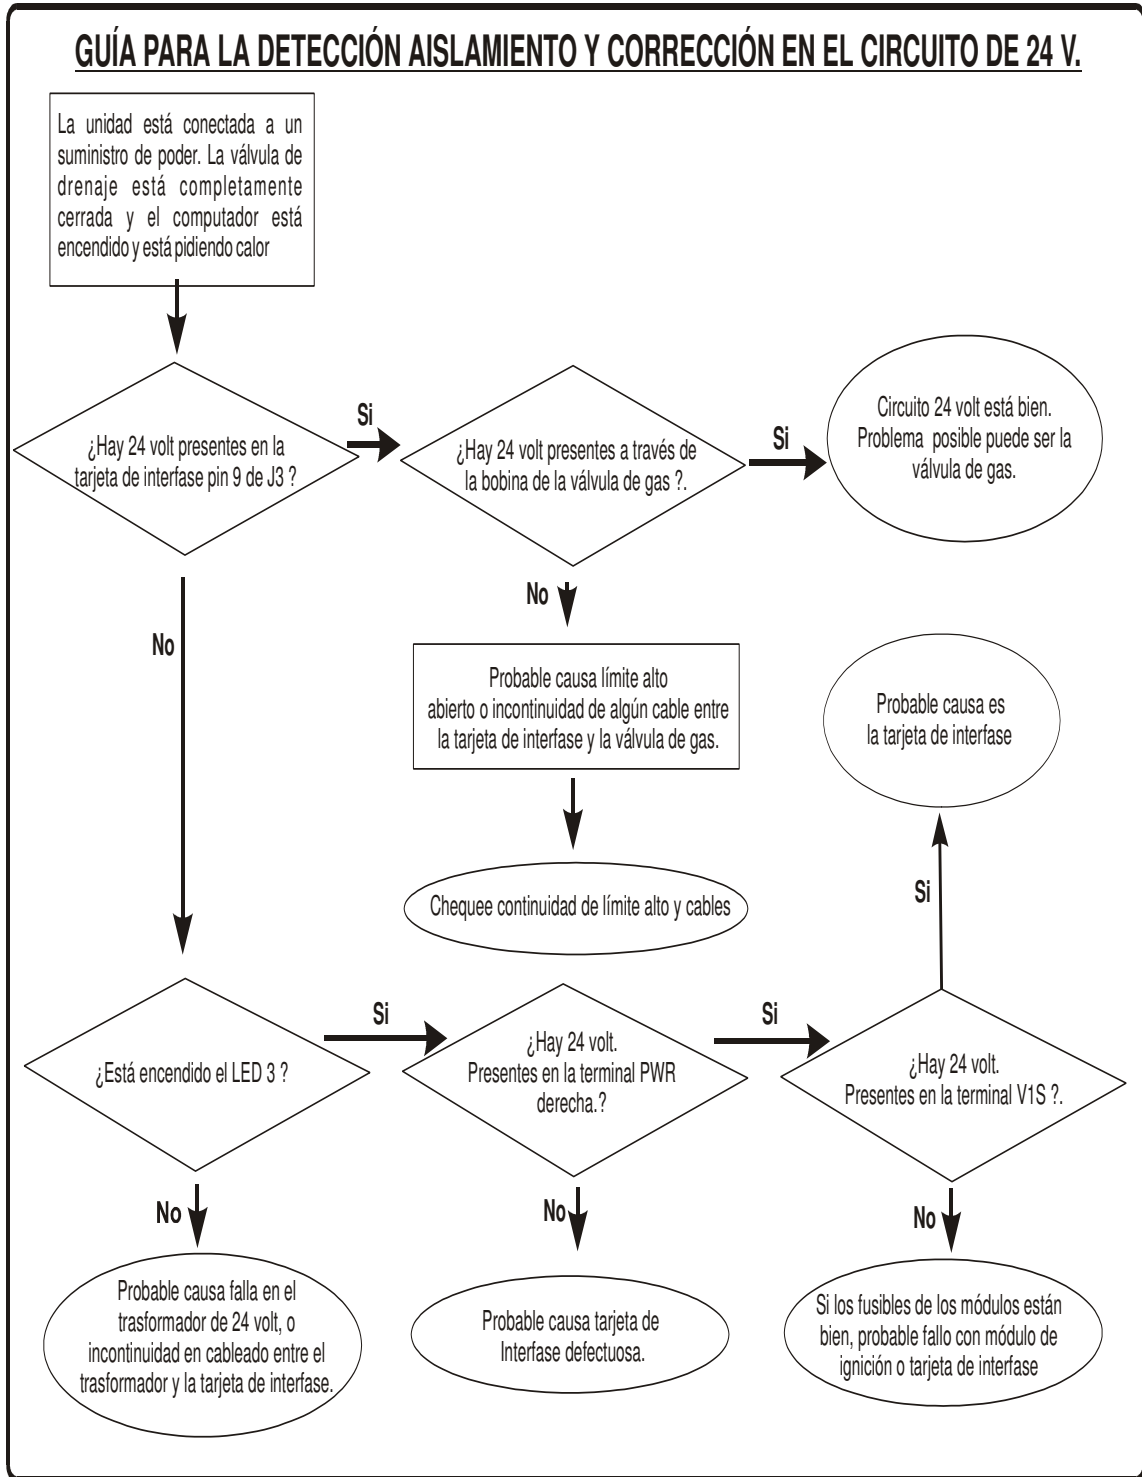 GUÍA PARA LA DETECCIÓN AISLAMIENTO Y CORRECCIÓN EN EL CIRCUITO DE 24 V.
La unidad está conectada a un
suministro de poder. La válvula de
drenaje está completamente
cerrada y el computador está
encendido y está pidiendo calor
¿Hay 24 volt presentes en la
tarjeta de interfase pin 9 de J3 ?
Si
¿Hay 24 volt presentes a través de
la bobina de la válvula de gas ?.
Si
Circuito 24 volt está bien.
Problema posible puede ser la
válvula de gas.
No
No
Probable causa límite alto
abierto o incontinuidad de algún cable entre
la tarjeta de interfase y la válvula de gas.
Probable causa es
la tarjeta de interfase
Chequee continuidad de límite alto y cables
Si
¿Está encendido el LED 3 ?
Si
¿Hay 24 volt.
Presentes en la terminal PWR
derecha.?
Si
¿Hay 24 volt.
Presentes en la terminal V1S ?.
No
No
No
Probable causa falla en el
trasformador de 24 volt, o
incontinuidad en cableado entre el
trasformador y la tarjeta de interfase.
Probable causa tarjeta de
Interfase defectuosa.
Si los fusibles de los módulos están
bien, probable fallo con módulo de
ignición o tarjeta de interfase